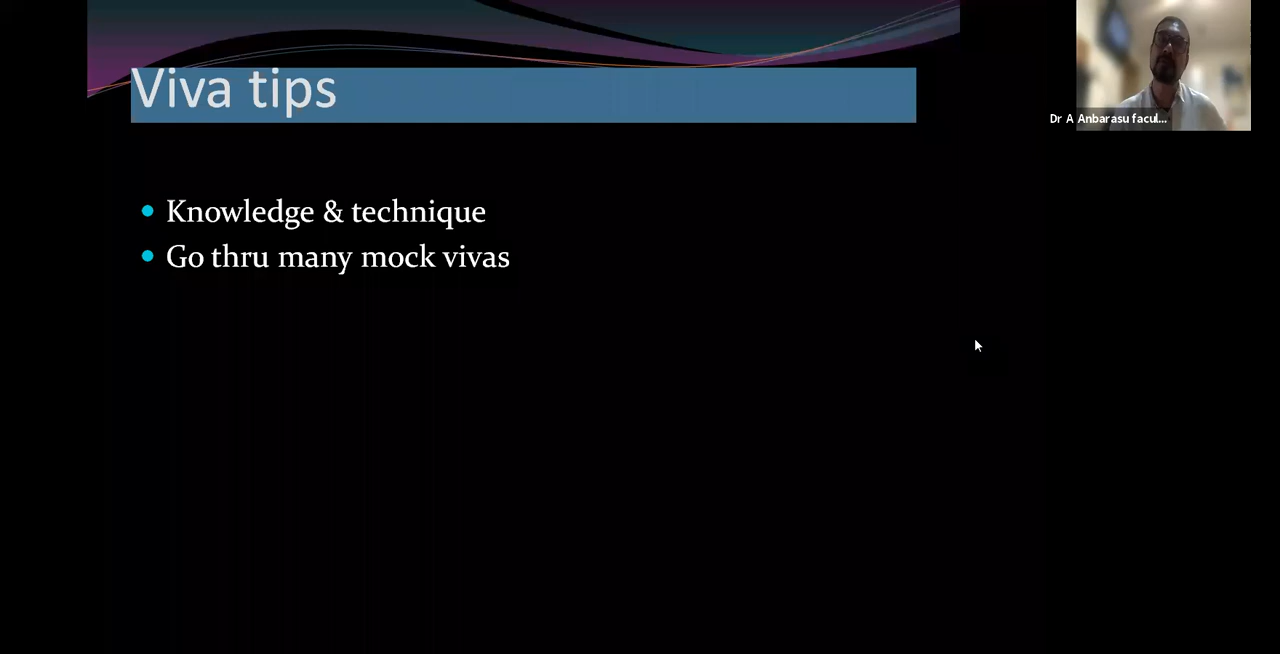 Viva tips
Dr A Anbarasu facul...
Knowledge & technique
Go thru many mock vivas